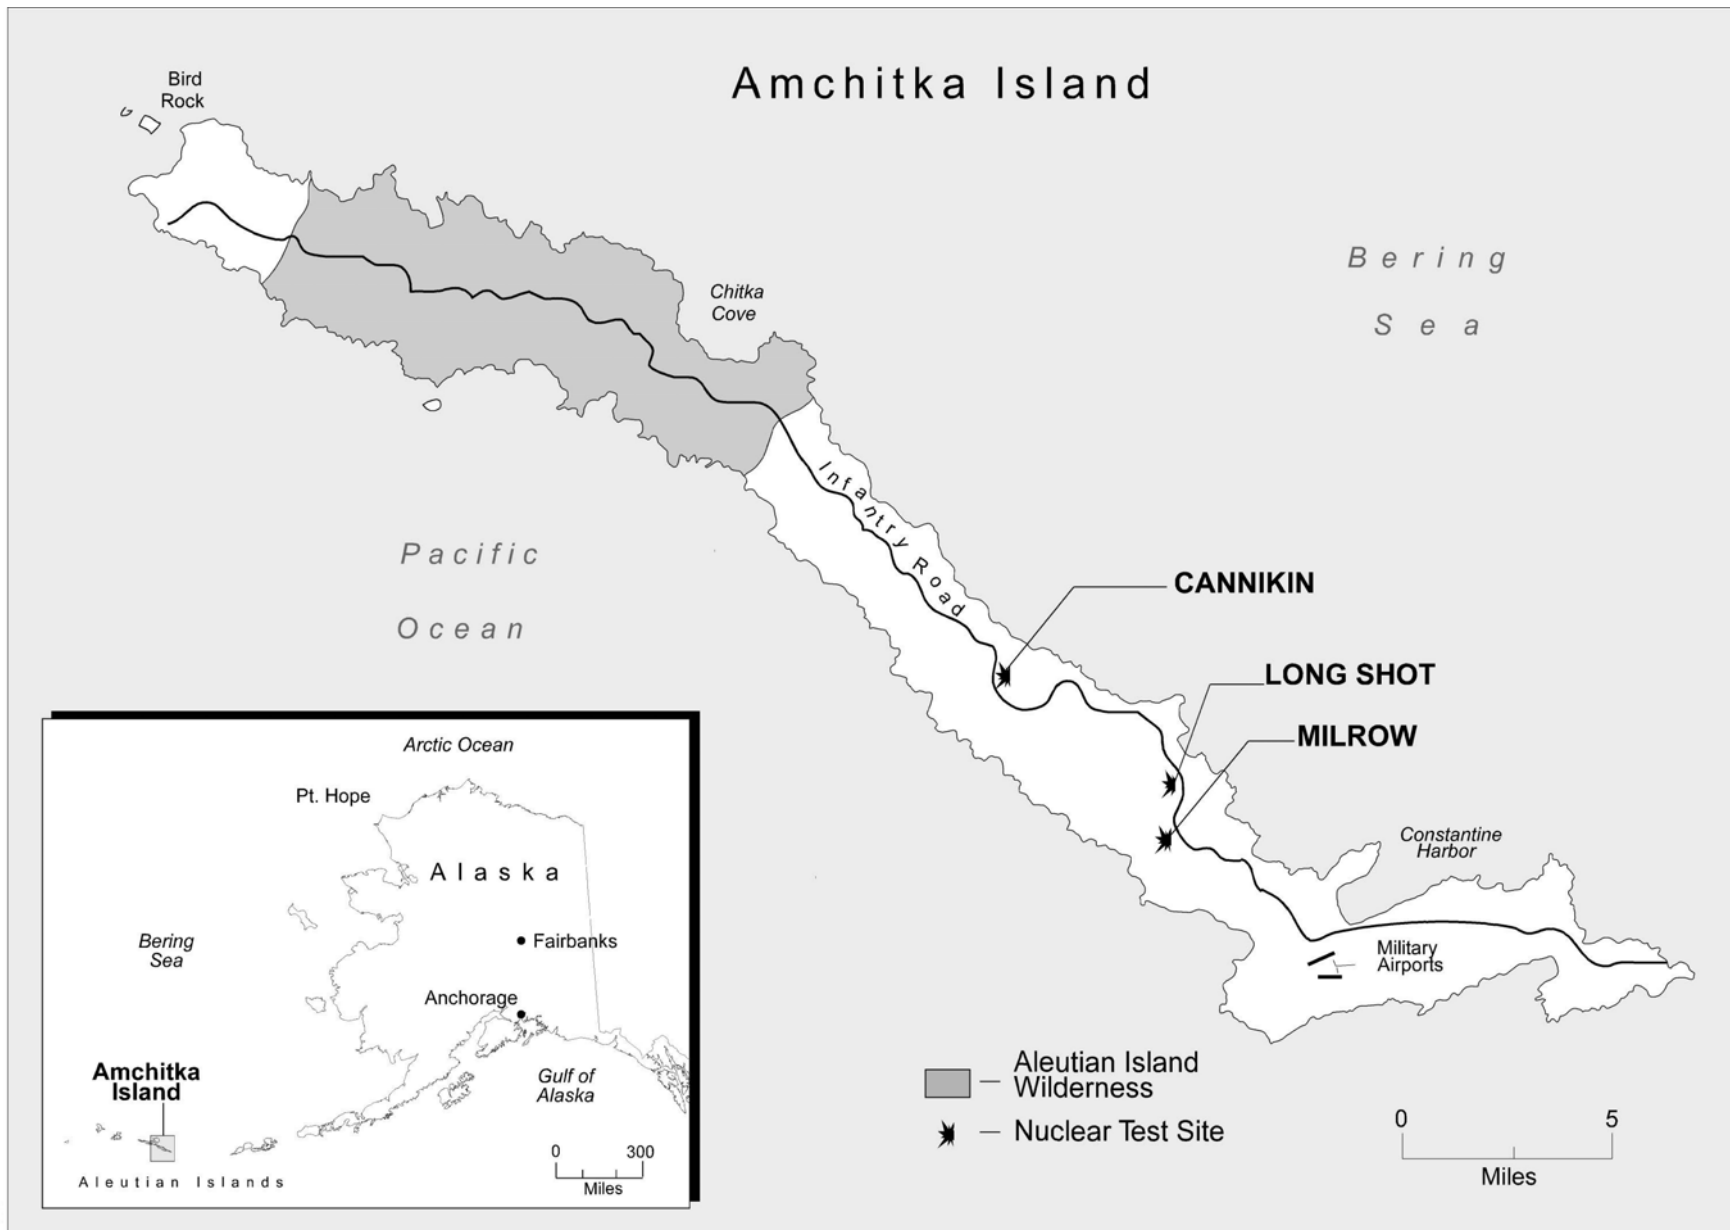 Amchitka Island
Bird
Rock
Bering
Sea
Chitka
Cove
Infantry Road
Pacific
Ocean
CANNIKIN
LONG SHOT
MILROW
Constantine
Harbor
Military
Airports
Arctic Ocean
Pt. Hope
Alaska
Bering
Sea
Fairbanks
Anchorage
Amchitka
Island
Gulf of
Alaska
0 300
Miles
Aleutian Islands
Aleutian Island
Wilderness
Nuclear Test Site
0 5
Miles